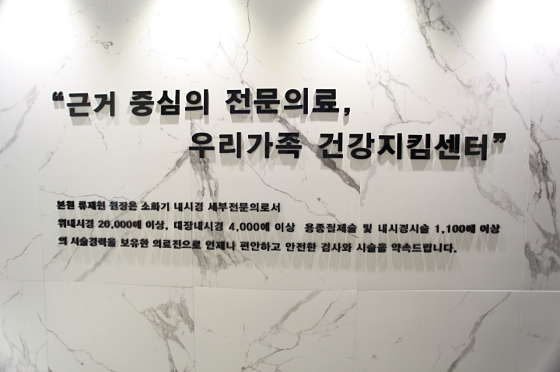 “근거 중심의 전문의료,
우리가족 건강지킴센터”
본원 류재원 원장은 소화기 내시경 세부전문의로서
위내시경 20,000예 이상, 대장내시경 4,000예 이상 용종절제술 및 내시경시술 1,100예 이상
의 시술경력을 보유한 의료진으로 언제나 편안하고 안전한 검사와 시술을 약속드립니다.